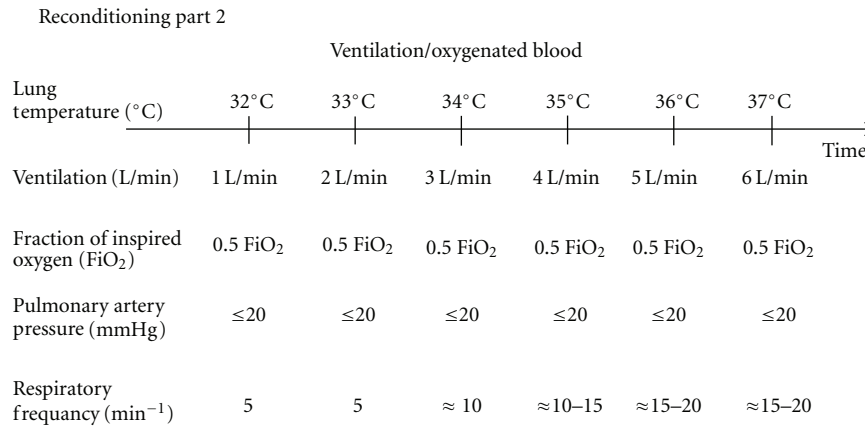 Reconditioning part 2
Ventilation/oxygenated blood
Lung
temperature (°C)
32°C 33°C 34°C 35°C 36°C 37°C
Time
Ventilation (L/min) 1 L/min 2 L/min 3 L/min 4 L/min 5 L/min 6 L/min
Fraction of inspired
oxygen (FiO₂)
0.5 FiO₂ 0.5 FiO₂ 0.5 FiO₂ 0.5 FiO₂ 0.5 FiO₂ 0.5 FiO₂
Pulmonary artery
pressure (mmHg)
≤20 ≤20 ≤20 ≤20 ≤20 ≤20
Respiratory
frequancy (min⁻¹)
5 5 ≈ 10 ≈10–15 ≈15–20 ≈15–20